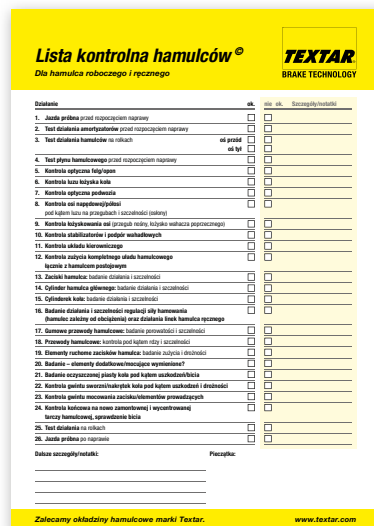 Lista kontrolna hamulców ©
Dla hamulca roboczego i ręcznego
TEXTAR
BRAKE TECHNOLOGY
Działanie ok. nie ok. Szczegóły/notatki
1. Jazda próbna przed rozpoczęciem naprawy
2. Test działania amortyzatorów przed rozpoczęciem naprawy
3. Test działania hamulców na rolkach oś przód
oś tył
4. Test płynu hamulcowego przed rozpoczęciem naprawy
5. Kontrola optyczna felg/opon
6. Kontrola luzu łożyska koła
7. Kontrola optyczna podwozia
8. Kontrola osi napędowej/półosi
pod kątem luzu na przegubach i szczelności (osłony)
9. Kontrola łożyskowania osi (przegub nośny, łożysko wahacza poprzecznego)
10. Kontrola stabilizatorów i podpór wahadłowych
11. Kontrola układu kierowniczego
12. Kontrola zużycia kompletnego uładu hamulcowego
łącznie z hamulcem postojowym
13. Zaciski hamulca: badanie działania i szczelności
14. Cylinder hamulca głównego: badanie działania i szczelności
15. Cylinderek koła: badanie działania i szczelności
16. Badanie działania i szczelności regulacji siły hamowania
(hamulec zależny od obciążenia) oraz działania linek hamulca ręcznego
17. Gumowe przewody hamulcowe: badanie porowatości i szczelności
18. Przewody hamulcowe: kontrola pod kątem rdzy i szczelności
19. Elementy ruchome zacisków hamulca: badanie zużycia i drożności
20. Badanie – elementy dodatkowe/mocujące wymienione?
21. Badanie oczyszczonej piasty koła pod kątem uszkodzeń/bicia
22. Kontrola gwintu sworzni/nakrętek koła pod kątem uszkodzeń i drożności
23. Kontrola gwintu mocowania zacisku/elementów prowadzących
24. Kontrola końcowa na nowo zamontownej i wycentrowanej
tarczy hamulcowej, sprawdzenie bicia
25. Test działania na rolkach
26. Jazda próbna po naprawie
Dalsze szczegóły/notatki: Pieczątka:
Zalecamy okładziny hamulcowe marki Textar. www.textar.com